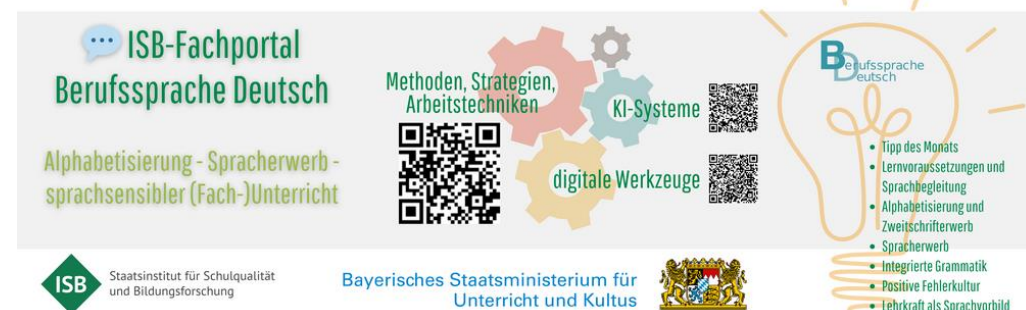 ISB-Fachportal
Berufssprache Deutsch
Alphabetisierung - Spracherwerb -
sprachsensibler (Fach-)Unterricht
Methoden, Strategien,
Arbeitstechniken
KI-Systeme
digitale Werkzeuge
Berufssprache
Deutsch
• Tipp des Monats
• Lernvoraussetzungen und
Sprachbegleitung
• Alphabetisierung und
Zweitschrifterwerb
• Spracherwerb
• Integrierte Grammatik
• Positive Fehlerkultur
• Lehrkraft als Sprachvorbild
ISB
Staatsinstitut für Schulqualität
und Bildungsforschung
Bayerisches Staatsministerium für
Unterricht und Kultus